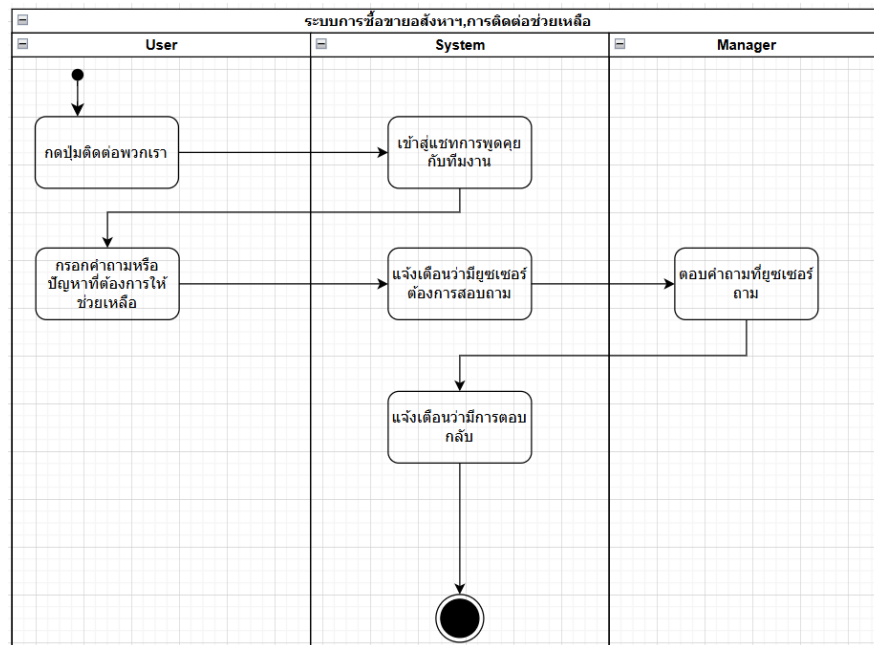 ระบบการซื้อขายอสังหาฯ,การติดต่อช่วยเหลือ
User
System
Manager
กดปุ่มติดต่อพวกเรา
เข้าสู่แชทการพูดคุย
กับทีมงาน
กรอกคำถามหรือ
ปัญหาที่ต้องการให้
ช่วยเหลือ
แจ้งเตือนว่ามียูซเซอร์
ต้องการสอบถาม
ตอบคำถามที่ยูซเซอร์
ถาม
แจ้งเตือนว่ามีการตอบ
กลับ